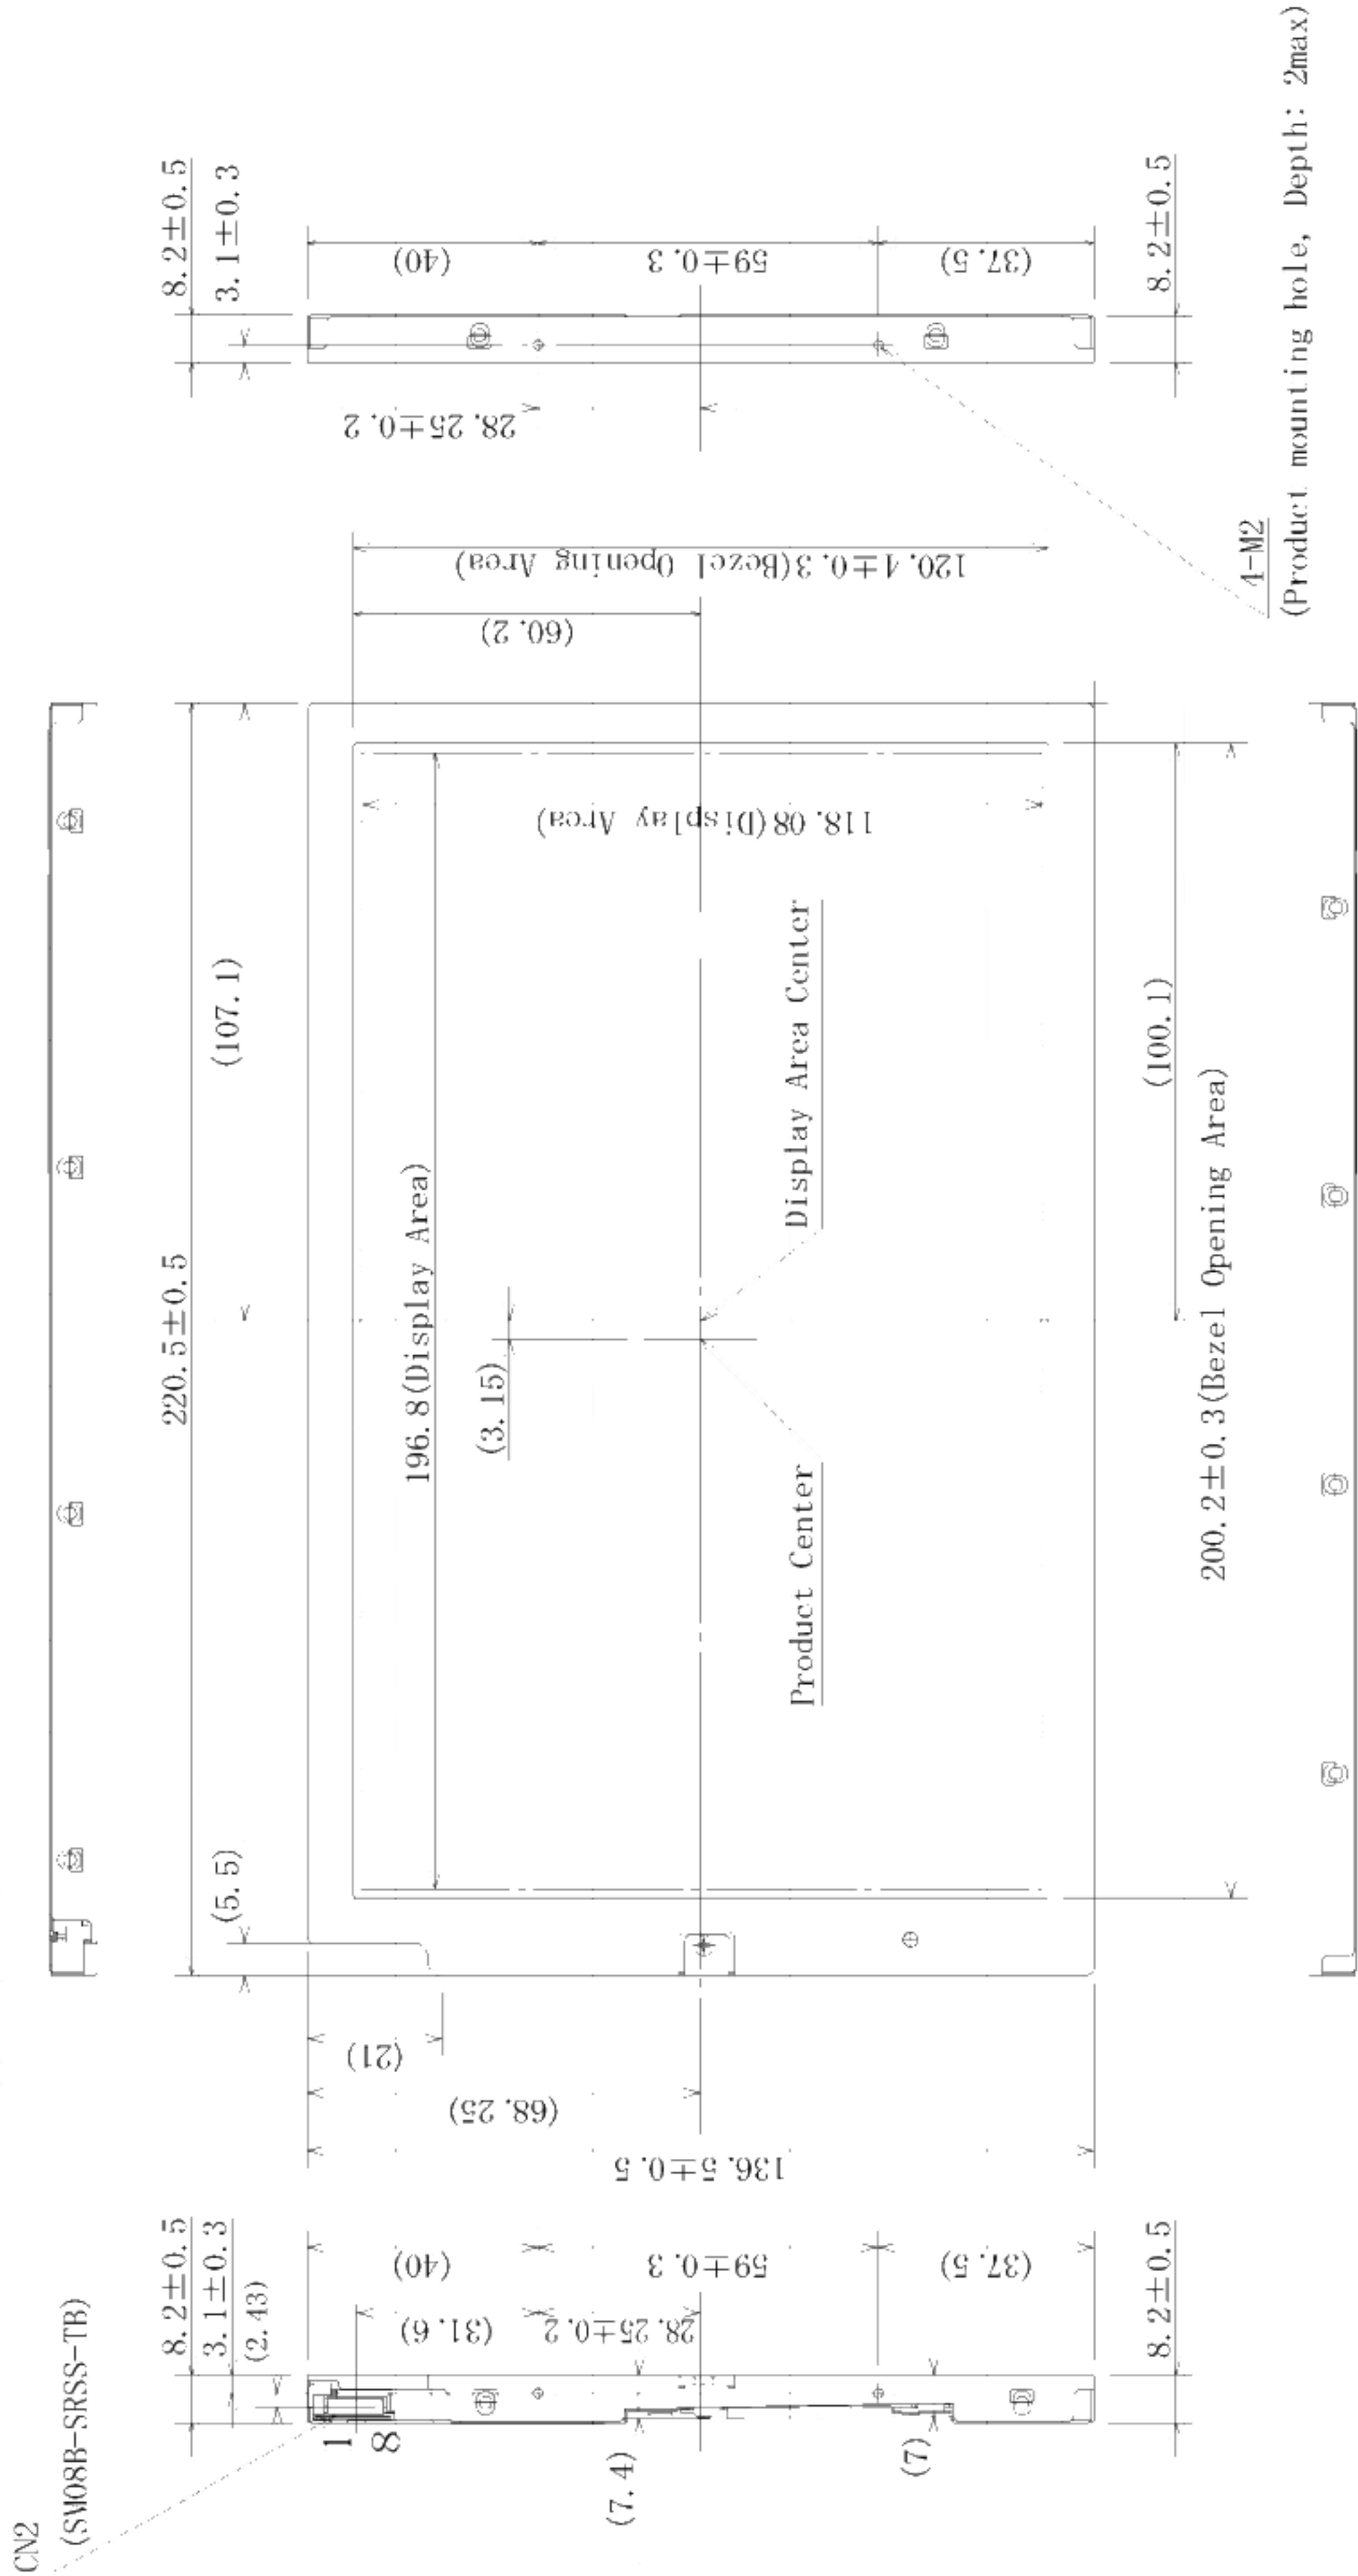 CN2
(SM08B-SRSS-TB)
8.2±0.5
3.1±0.3
(2.43)
1
8
(40)
(31.6)
59±0.3
28.25±0.2
(37.5)
(7.4)
(7)
8.2±0.5
220.5±0.5
(5.5)
(107.1)
(21)
(68.25)
136.5±0.5
196.8(Display Area)
(3.15)
Product Center
Display Area Center
118.08(Display Area)
(60.2)
120.4±0.3(Bezel Opening Area)
(100.1)
200.2±0.3(Bezel Opening Area)
8.2±0.5
3.1±0.3
(40)
59±0.3
(37.5)
28.25±0.2
8.2±0.5
4-M2
(Product mounting hole, Depth: 2max)